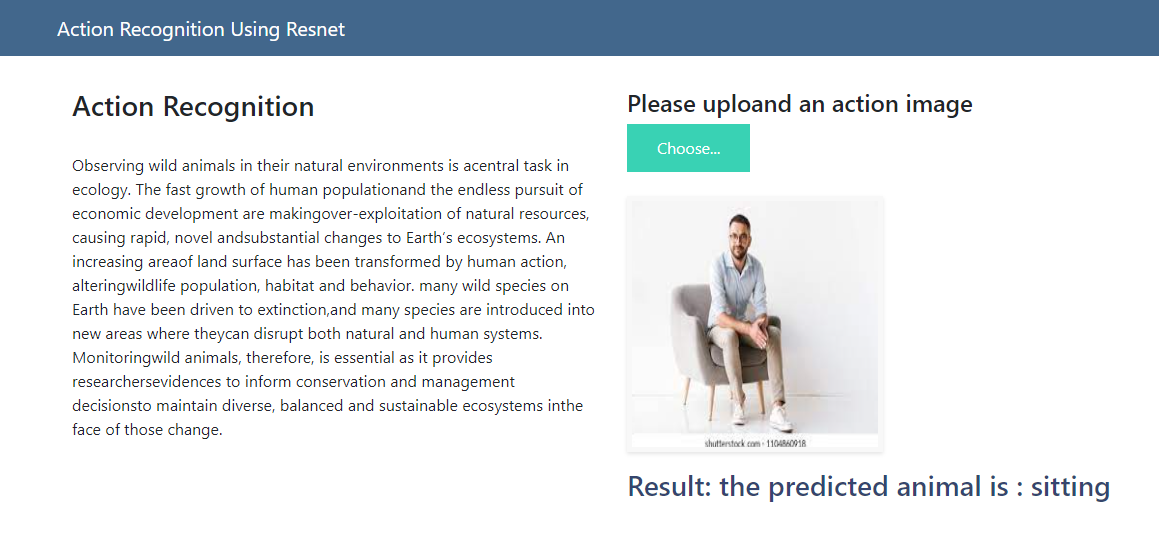 Action Recognition Using Resnet
Action Recognition
Observing wild animals in their natural environments is acentral task in
ecology. The fast growth of human populationand the endless pursuit of
economic development are makingover-exploitation of natural resources,
causing rapid, novel andsubstantial changes to Earth's ecosystems. An
increasing areaof land surface has been transformed by human action,
alteringwildlife population, habitat and behavior. many wild species on
Earth have been driven to extinction,and many species are introduced into
new areas where theycan disrupt both natural and human systems.
Monitoringwild animals, therefore, is essential as it provides
researchersevidences to inform conservation and management
decisionsto maintain diverse, balanced and sustainable ecosystems inthe
face of those change.
Please uploand an action image
Choose...
shutterstock.com · 1104860918
Result: the predicted animal is : sitting